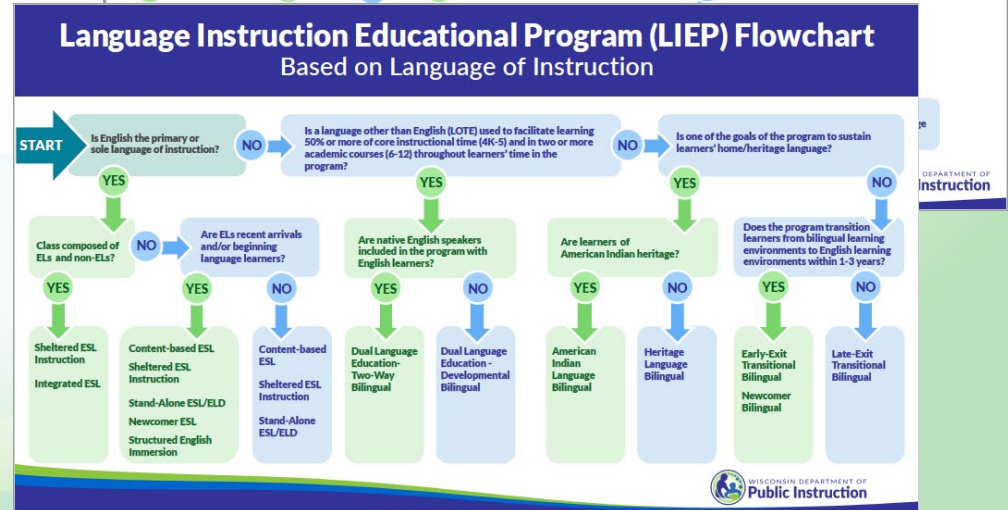 Language Instruction Educational Program (LIEP) Flowchart
Based on Language of Instruction
START
Is English the primary or
sole language of instruction?
NO
Is a language other than English (LOTE) used to facilitate learning
50% or more of core instructional time (4K-5) and in two or more
academic courses (6-12) throughout learners' time in the
program?
NO
Is one of the goals of the program to sustain
learners' home/heritage language?
YES
YES
YES
NO
Class composed of
ELs and non-ELs?
NO
Are ELs recent arrivals
and/or beginning
language learners?
Are native English speakers
included in the program with
English learners?
Are learners of
American Indian heritage?
Does the program transition
learners from bilingual learning
environments to English learning
environments within 1-3 years?
YES
YES
NO
YES
NO
YES
NO
YES
NO
Sheltered ESL
Instruction
Integrated ESL
Content-based ESL
Sheltered ESL
Instruction
Stand-Alone ESL/ELD
Newcomer ESL
Structured English
Immersion
Content-based
ESL
Sheltered ESL
Instruction
Stand-Alone
ESL/ELD
Dual Language
Education-
Two-Way
Bilingual
Dual Language
Education -
Developmental
Bilingual
American
Indian
Language
Bilingual
Heritage
Language
Bilingual
Early-Exit
Transitional
Bilingual
Newcomer
Bilingual
Late-Exit
Transitional
Bilingual
WISCONSIN DEPARTMENT OF
Public Instruction
DEPARTMENT OF
Instruction